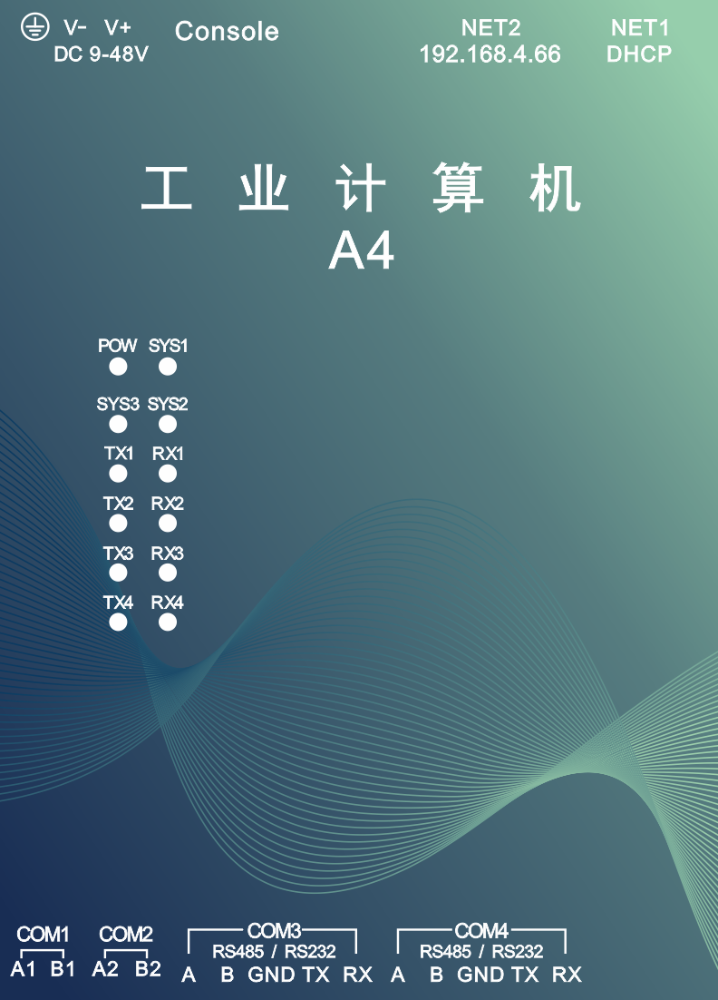 V- V+ Console NET2 NET1
DC 9-48V 192.168.4.66 DHCP
工业计算机
A4
POW SYS1
SYS3 SYS2
TX1 RX1
TX2 RX2
TX3 RX3
TX4 RX4
COM1 COM2 COM3 COM4
RS485 / RS232 RS485 / RS232
A1 B1 A2 B2 A B GND TX RX A B GND TX RX